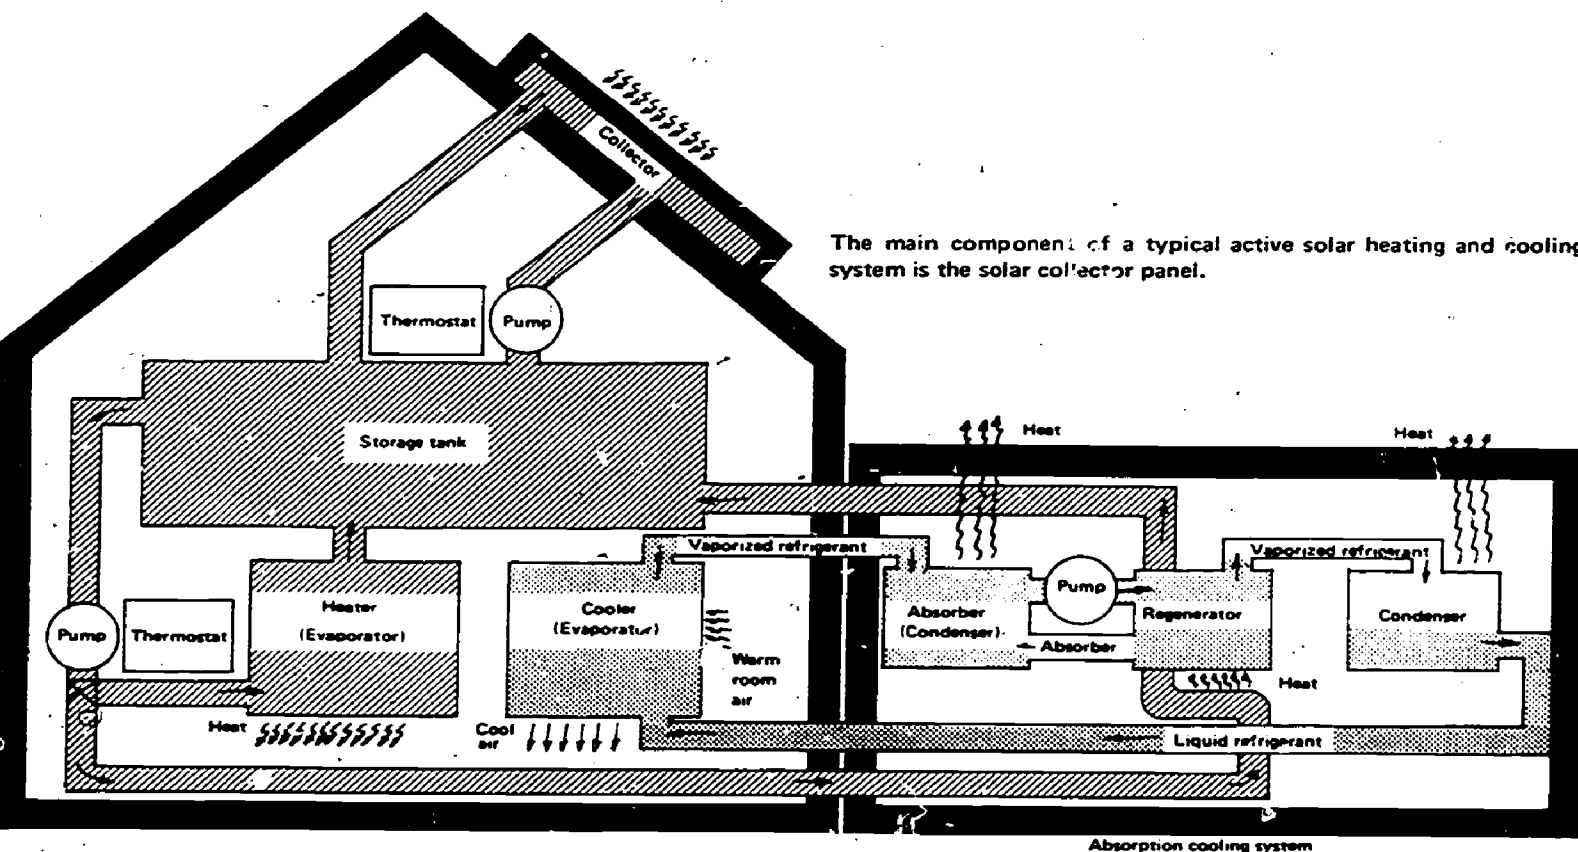 Collector
The main component of a typical active solar heating and cooling
system is the solar collector panel.
Thermostat
Pump
Storage tank
Heat
Heat
Vaporized refrigerant
Vaporized refrigerant
Pump
Heater
(Evaporator)
Cooler
(Evaporator)
Absorber
(Condenser)
Regenerator
Condenser
Pump
Thermostat
Absorber
Warm
room
air
Heat
Heat
Cool
air
Liquid refrigerant
Absorption cooling system